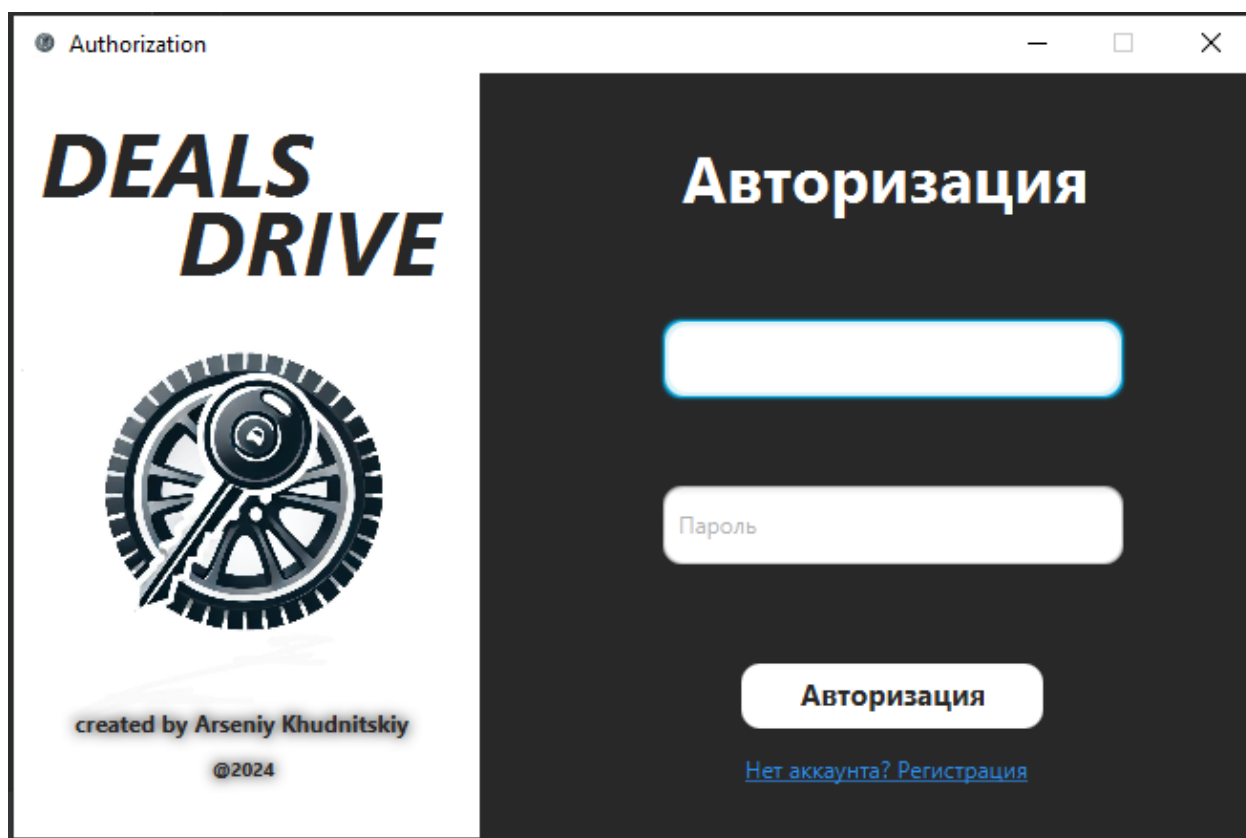 Authorization
DEALS
DRIVE
created by Arseniy Khudnitskiy
@2024
Авторизация
Пароль
Авторизация
Нет аккаунта? Регистрация